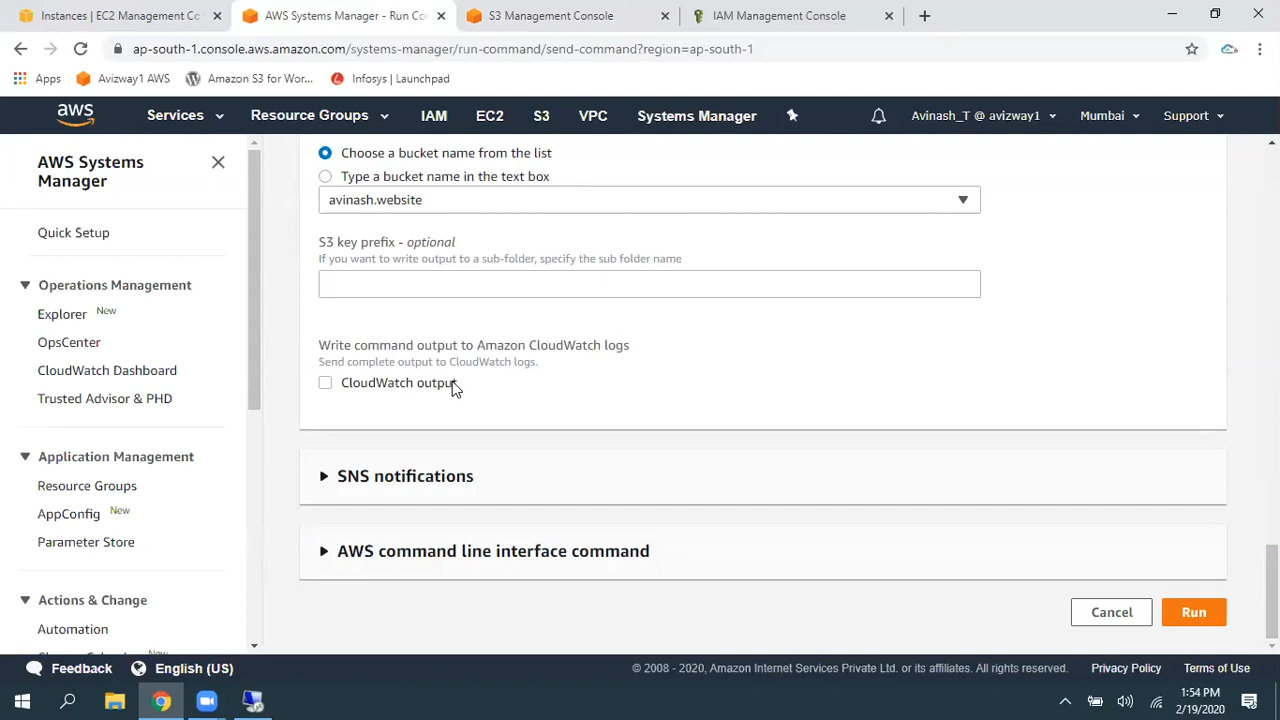 Instances | EC2 Management Co
AWS Systems Manager - Run Co
S3 Management Console
IAM Management Console
ap-south-1.console.aws.amazon.com/systems-manager/run-command/send-command?region=ap-south-1
Apps
Avizway1 AWS
Amazon S3 for Wor...
Infosys | Launchpad
aws
Services
Resource Groups
IAM
EC2
S3
VPC
Systems Manager
Avinash_T @ avizway1
Mumbai
Support
AWS Systems
Manager
Quick Setup
Operations Management
Explorer New
OpsCenter
CloudWatch Dashboard
Trusted Advisor & PHD
Application Management
Resource Groups
AppConfig New
Parameter Store
Actions & Change
Automation
New
Choose a bucket name from the list
Type a bucket name in the text box
avinash.website
S3 key prefix - optional
If you want to write output to a sub-folder, specify the sub folder name
Write command output to Amazon CloudWatch logs
Send complete output to CloudWatch logs.
CloudWatch output
SNS notifications
AWS command line interface command
Cancel
Run
Feedback
English (US)
© 2008 - 2020, Amazon Internet Services Private Ltd. or its affiliates. All rights reserved.
Privacy Policy
Terms of Use
1:54 PM
2/19/2020